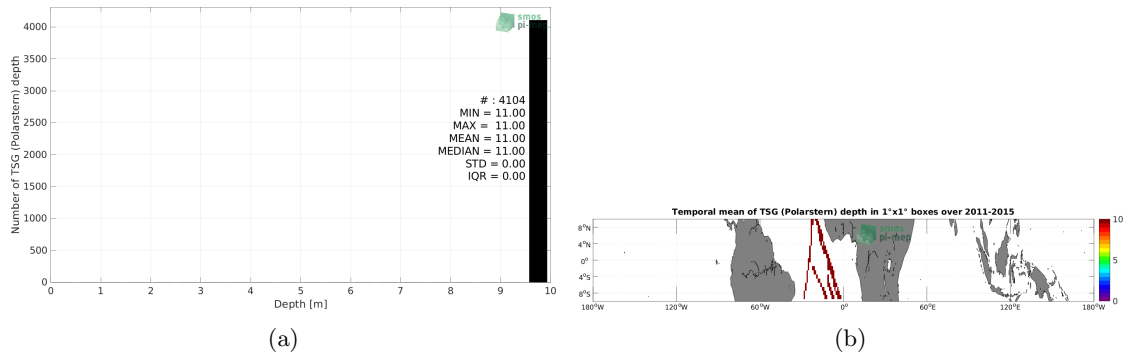 4000
3500
3000
2500
2000
1500
1000
500
0
Number of TSG (Polarstern) depth
smos
pi-mep
# : 4104
MIN = 11.00
MAX = 11.00
MEAN = 11.00
MEDIAN = 11.00
STD = 0.00
IQR = 0.00
0 1 2 3 4 5 6 7 8 9 10
Depth [m]
(a)
Temporal mean of TSG (Polarstern) depth in 1°x1° boxes over 2011-2015
smos
pi-mep
8°N
4°N
0°
4°S
8°S
180°W 120°W 60°W 0° 60°E 120°E 180°W
10
5
0
(b)